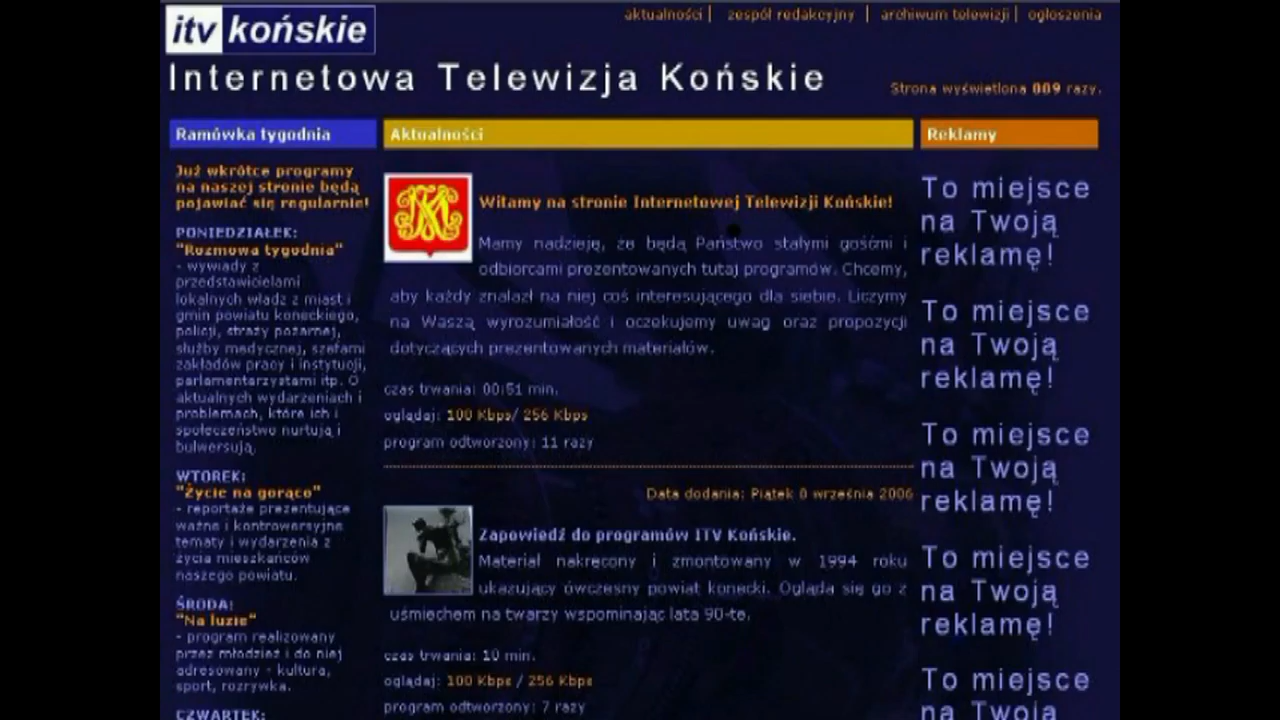 itv końskie
aktualności | zespół redakcyjny | archiwum telewizji | ogłoszenia
Internetowa Telewizja Końskie
Strona wyświetlona 009 razy.
Ramówka tygodnia
Już wkrótce programy
na naszej stronie będą
pojawiać się regularnie!
PONIEDZIAŁEK:
"Rozmowa tygodnia"
- wywiady z
przedstawicielami
lokalnych władz z miast i
gmin powiatu koneckiego,
policji, straży pożarnej,
służby medycznej, szefami
zakładów pracy i instytucji,
parlamentarzystami itp. O
aktualnych wydarzeniach i
problemach, które ich i
społeczeństwo nurtują i
bulwersują.
WTOREK:
"Życie na gorąco"
- reportaże prezentujące
ważne i kontrowersyjne
tematy i wydarzenia z
życia mieszkańców
naszego powiatu.
ŚRODA:
"Na luzie"
- program realizowany
przez młodzież i do niej
adresowany - kultura,
sport, rozrywka.
CZWARTEK:
Aktualności
Witamy na stronie Internetowej Telewizji Końskie!
Mamy nadzieję, że będą Państwo stałymi gośćmi i
odbiorcami prezentowanych tutaj programów. Chcemy,
aby każdy znalazł na niej coś interesującego dla siebie. Liczymy
na Waszą wyrozumiałość i oczekujemy uwag oraz propozycji
dotyczących prezentowanych materiałów.
czas trwania: 00:51 min.
oglądaj: 100 Kbps/ 256 Kbps
program odtworzony: 11 razy
Data dodania: Piątek 8 września 2006
Zapowiedź do programów ITV Końskie.
Materiał nakręcony i zmontowany w 1994 roku
ukazujący ówczesny powiat konecki. Ogląda się go z
uśmiechem na twarzy wspominając lata 90-te.
czas trwania: 10 min.
oglądaj: 100 Kbps / 256 Kbps
program odtworzony: 7 razy
Reklamy
To miejsce
na Twoją
reklamę!
To miejsce
na Twoją
reklamę!
To miejsce
na Twoją
reklamę!
To miejsce
na Twoją
reklamę!
To miejsce
na Twoją